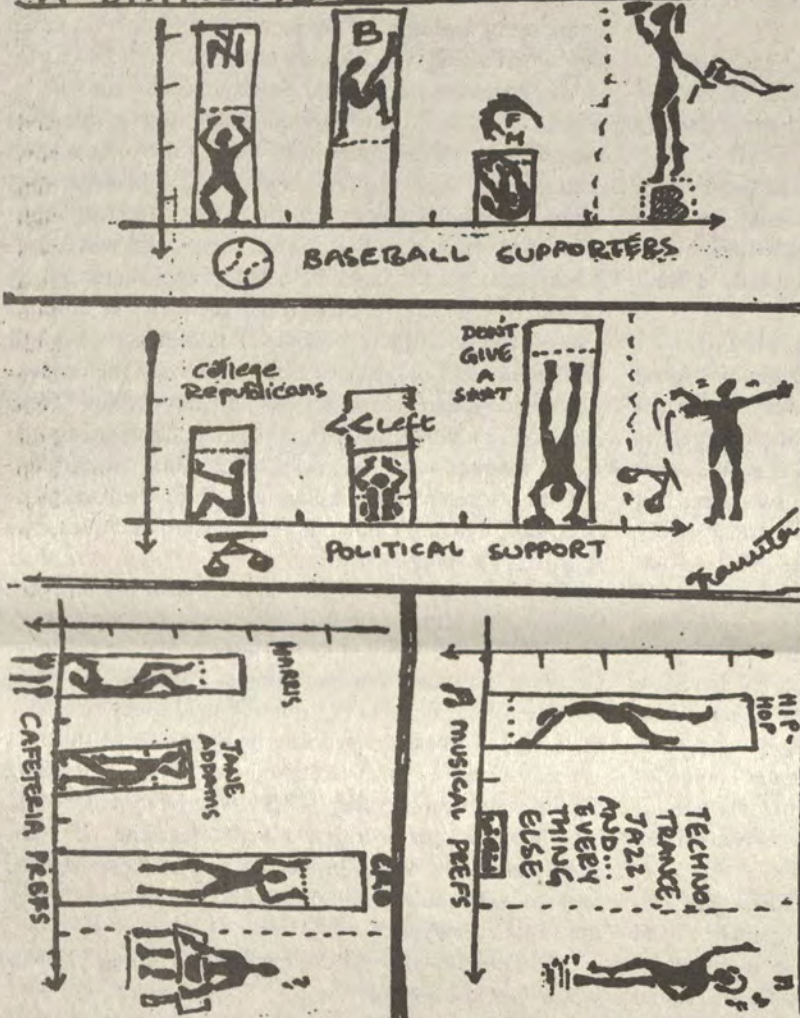 NY
B
BASEBALL SUPPORTERS
College
Republicans
Left
DON'T
GIVE
A
POLITICAL SUPPORT
HARRIS
JANE
ADDAMS
CAFETERIA PREFS
HIP-
HOP
TECHNO,
TRANCE,
JAZZ,
AND...
EVERY
THING
ELSE
MUSICAL PREFS